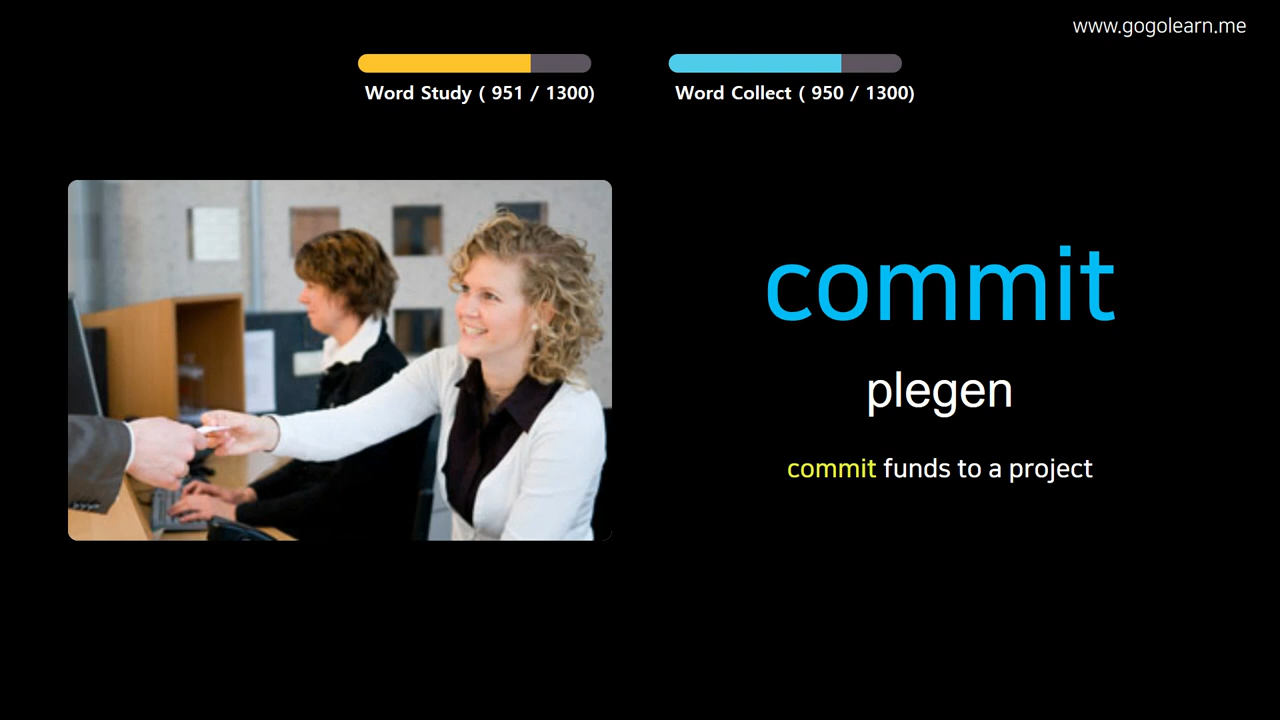 www.gogolearn.me
Word Study ( 951 / 1300)
Word Collect ( 950 / 1300)
commit
plegen
commit funds to a project